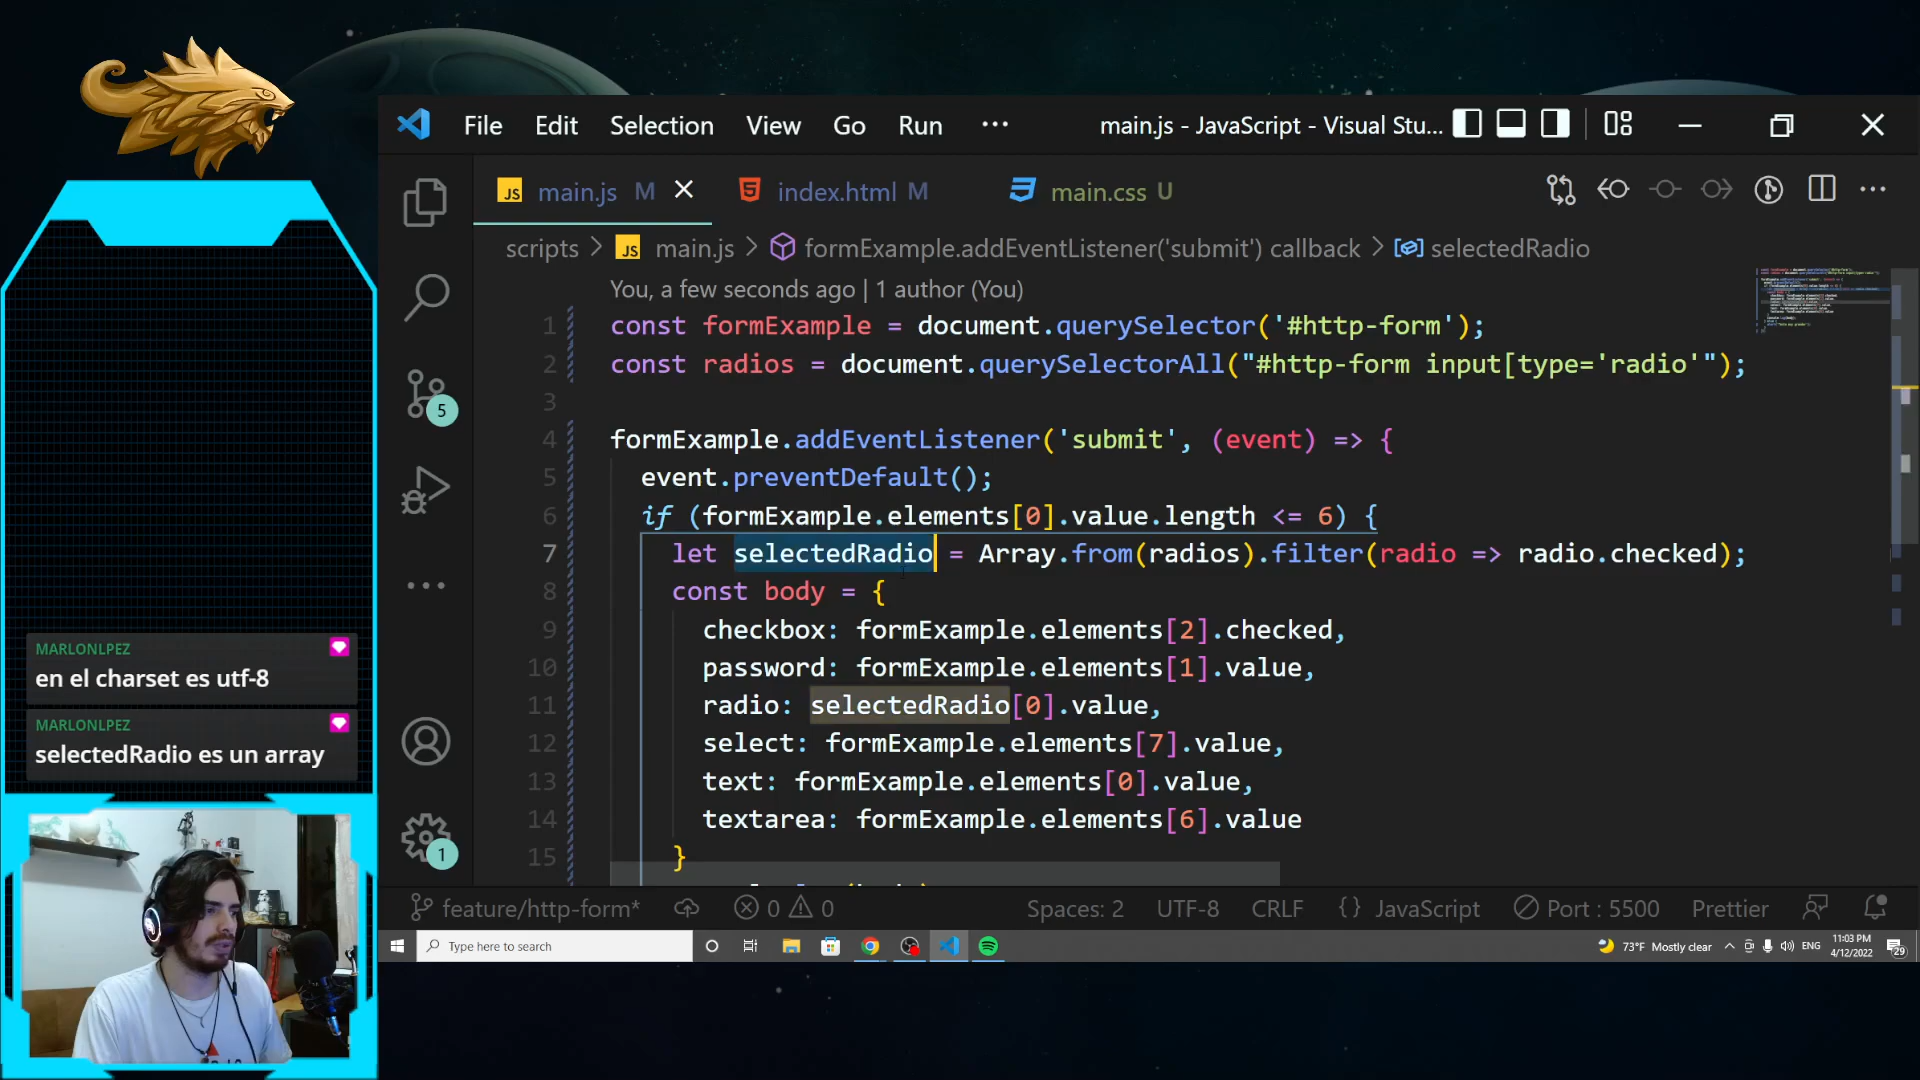 File Edit Selection View Go Run ··· main.js - JavaScript - Visual Stu...
JS main.js M index.html M main.css U
scripts > JS main.js > formExample.addEventListener('submit') callback > selectedRadio
You, a few seconds ago | 1 author (You)
1 const formExample = document.querySelector('#http-form');
2 const radios = document.querySelectorAll("#http-form input[type='radio'");
3
4 formExample.addEventListener('submit', (event) => {
5 event.preventDefault();
6 if (formExample.elements[0].value.length <= 6) {
7 let selectedRadio = Array.from(radios).filter(radio => radio.checked);
8 const body = {
9 checkbox: formExample.elements[2].checked,
10 password: formExample.elements[1].value,
11 radio: selectedRadio[0].value,
12 select: formExample.elements[7].value,
13 text: formExample.elements[0].value,
14 textarea: formExample.elements[6].value
15 }
5
1
MARLONLPEZ
en el charset es utf-8
MARLONLPEZ
selectedRadio es un array
feature/http-form* 0 0 Spaces: 2 UTF-8 CRLF {} JavaScript Port : 5500 Prettier
Type here to search
73°F Mostly clear ENG 11:03 PM
4/12/2022
29